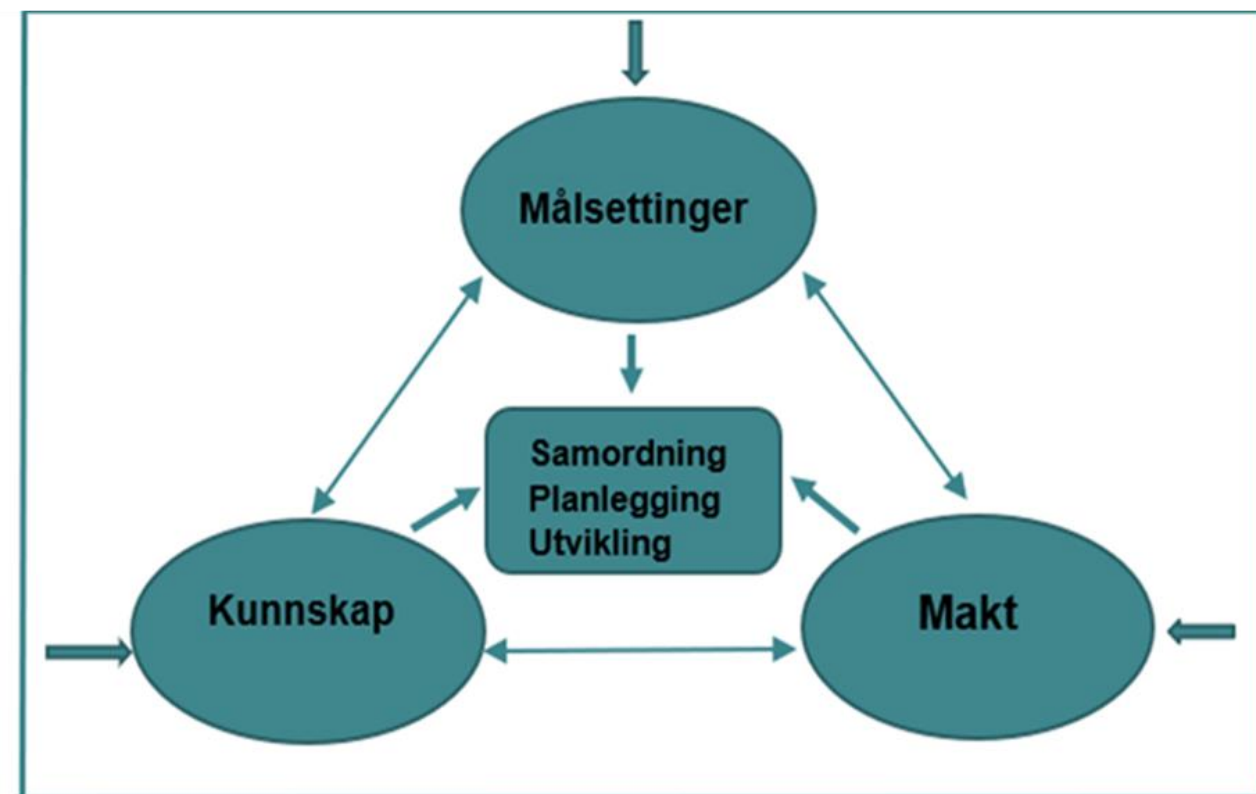 Målsettinger
Samordning
Planlegging
Utvikling
Kunnskap
Makt